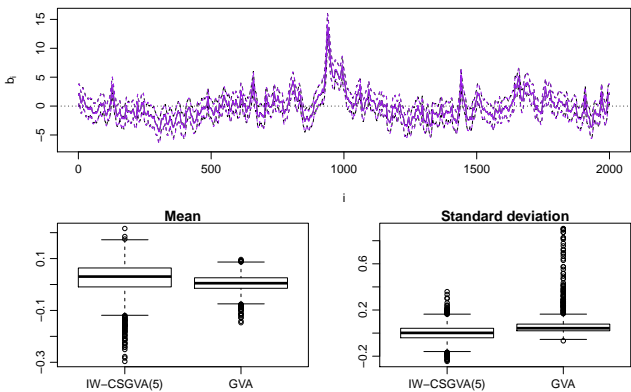 15
10
5
0
−5
bᵢ
0
500
1000
1500
2000
i
Mean
0.1
−0.1
−0.3
IW−CSGVA(5)
GVA
Standard deviation
0.6
0.2
−0.2
IW−CSGVA(5)
GVA